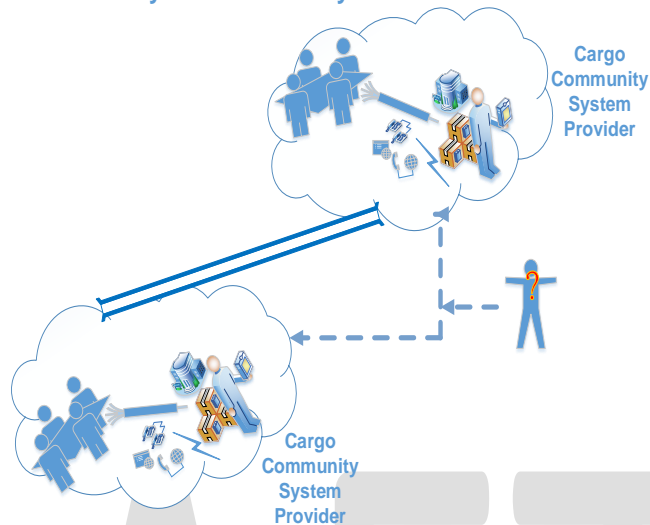 Cargo
Community
System
Provider
?
Cargo
Community
System
Provider